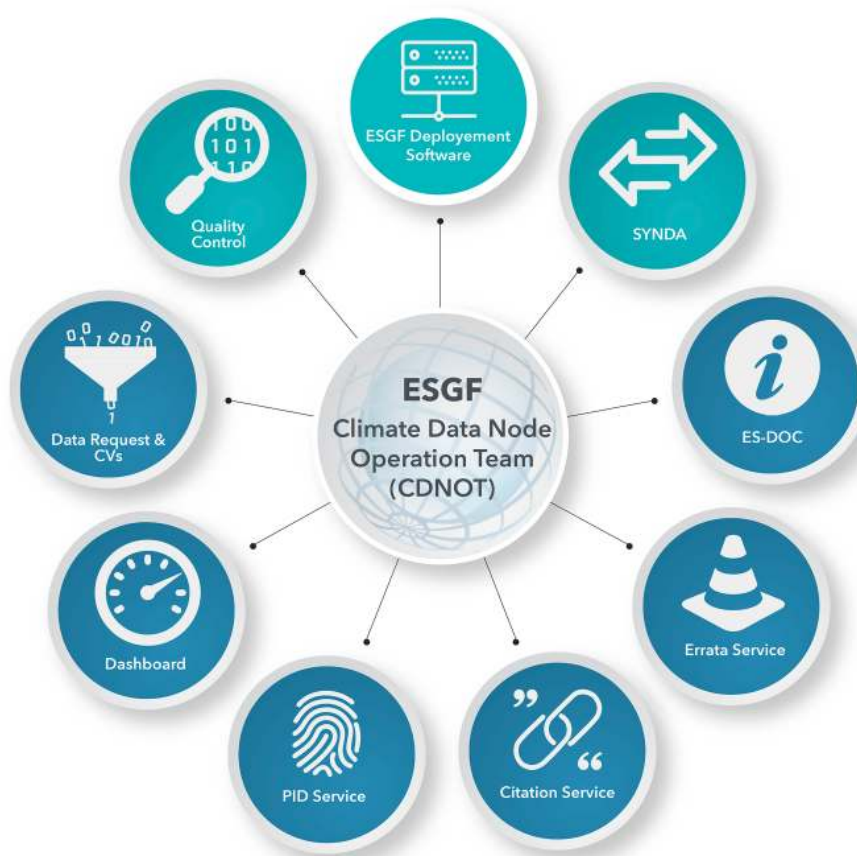 ESGF Deployement
Software
SYNDA
ES-DOC
Errata Service
Citation Service
PID Service
Dashboard
Data Request &
CVs
Quality
Control
ESGF
Climate Data Node
Operation Team
(CDNOT)